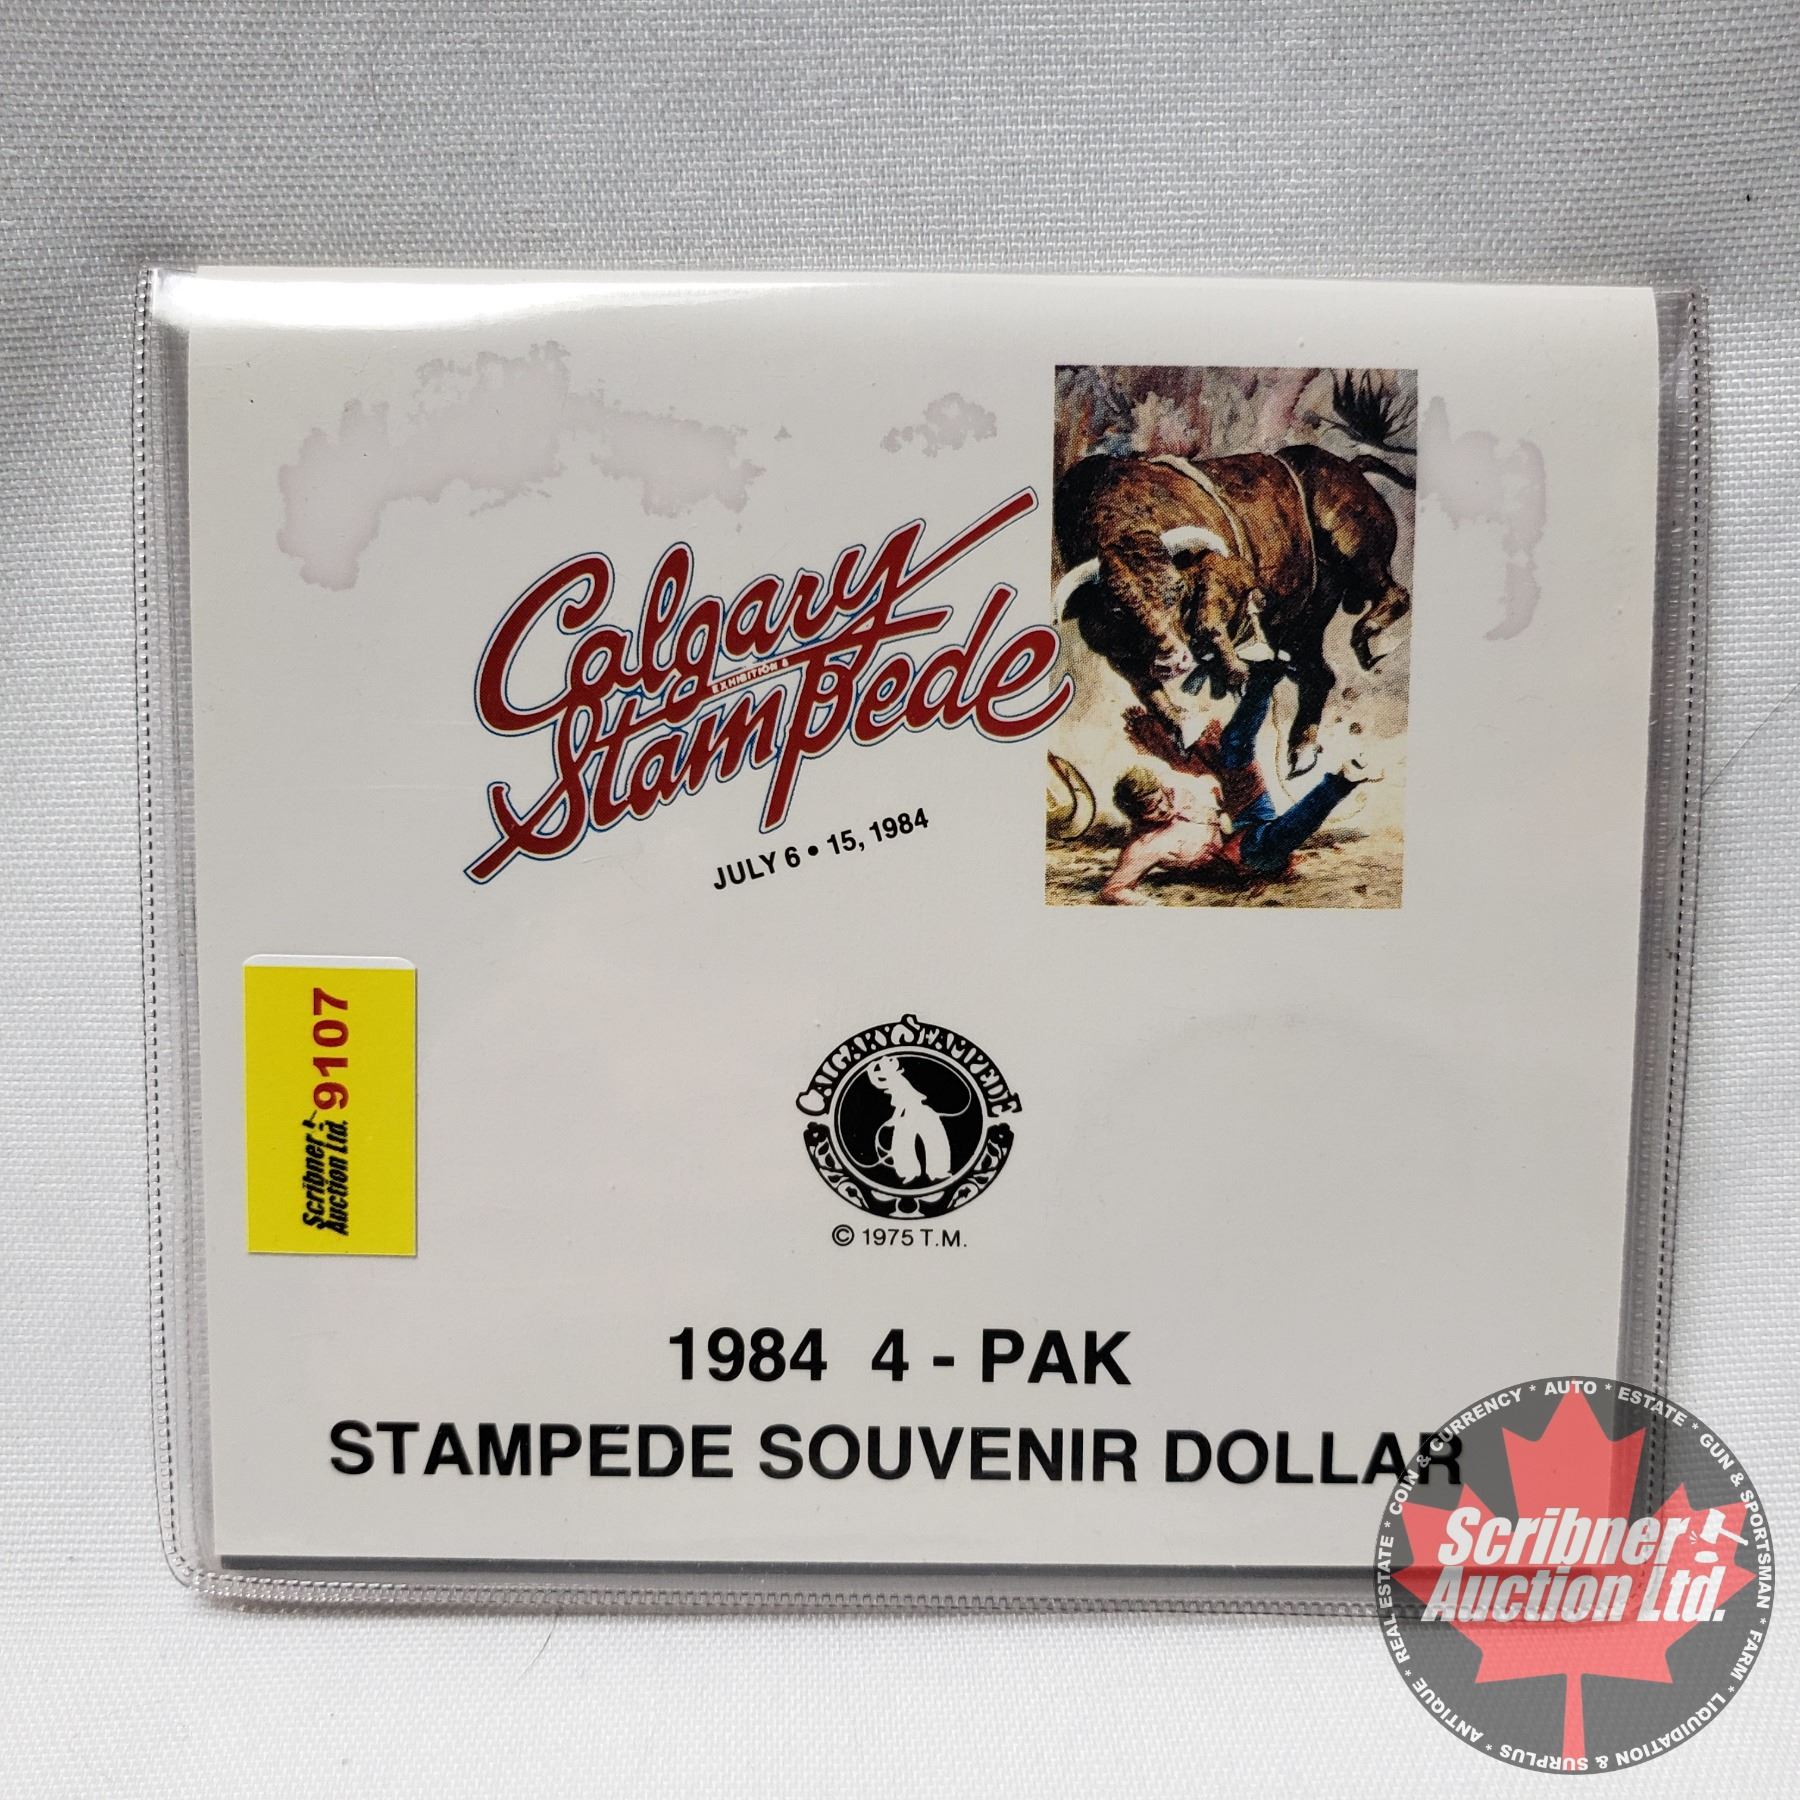 Calgary
EXHIBITION &
Stampede
JULY 6 • 15, 1984
9107
Scribner
Auction Ltd.
CALGARY STAMPEDE
© 1975 T.M.
1984 4 - PAK
STAMPEDE SOUVENIR DOLLAR
Scribner
Auction Ltd.
REAL ESTATE * COIN & CURRENCY * AUTO * ESTATE * GUN & SPORTSMAN * FARM * LIQUIDATION & SURPLUS * ANTIQUE *